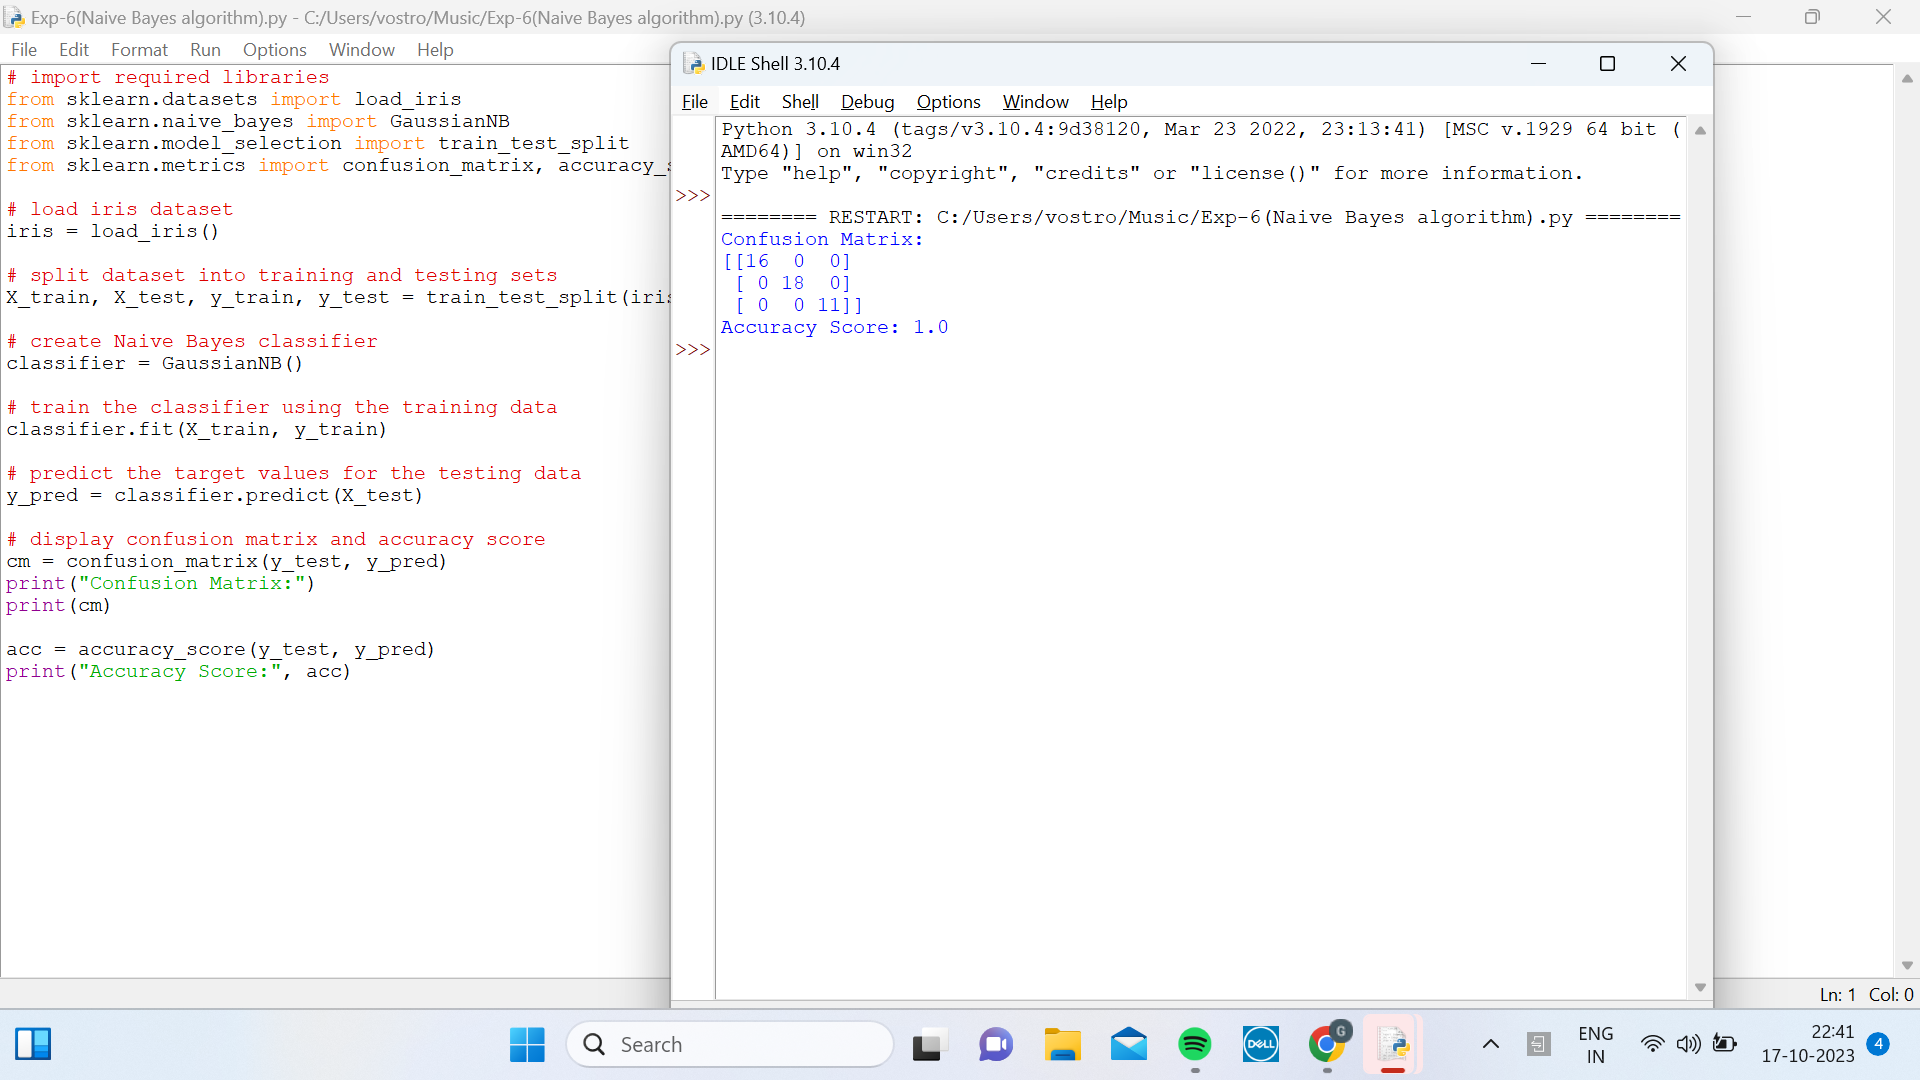 Exp-6(Naive Bayes algorithm).py - C:/Users/vostro/Music/Exp-6(Naive Bayes algorithm).py (3.10.4)
File Edit Format Run Options Window Help
# import required libraries
from sklearn.datasets import load_iris
from sklearn.naive_bayes import GaussianNB
from sklearn.model_selection import train_test_split
from sklearn.metrics import confusion_matrix, accuracy_s
# load iris dataset
iris = load_iris()
# split dataset into training and testing sets
X_train, X_test, y_train, y_test = train_test_split(iris
# create Naive Bayes classifier
classifier = GaussianNB()
# train the classifier using the training data
classifier.fit(X_train, y_train)
# predict the target values for the testing data
y_pred = classifier.predict(X_test)
# display confusion matrix and accuracy score
cm = confusion_matrix(y_test, y_pred)
print("Confusion Matrix:")
print(cm)
acc = accuracy_score(y_test, y_pred)
print("Accuracy Score:", acc)
IDLE Shell 3.10.4
File Edit Shell Debug Options Window Help
Python 3.10.4 (tags/v3.10.4:9d38120, Mar 23 2022, 23:13:41) [MSC v.1929 64 bit (
AMD64)] on win32
Type "help", "copyright", "credits" or "license()" for more information.
>>>
======== RESTART: C:/Users/vostro/Music/Exp-6(Naive Bayes algorithm).py ========
Confusion Matrix:
[[16  0  0]
 [ 0 18  0]
 [ 0  0 11]]
Accuracy Score: 1.0
>>>
Ln: 1 Col: 0
Search
DELL
G
ENG
IN
22:41
17-10-2023
4